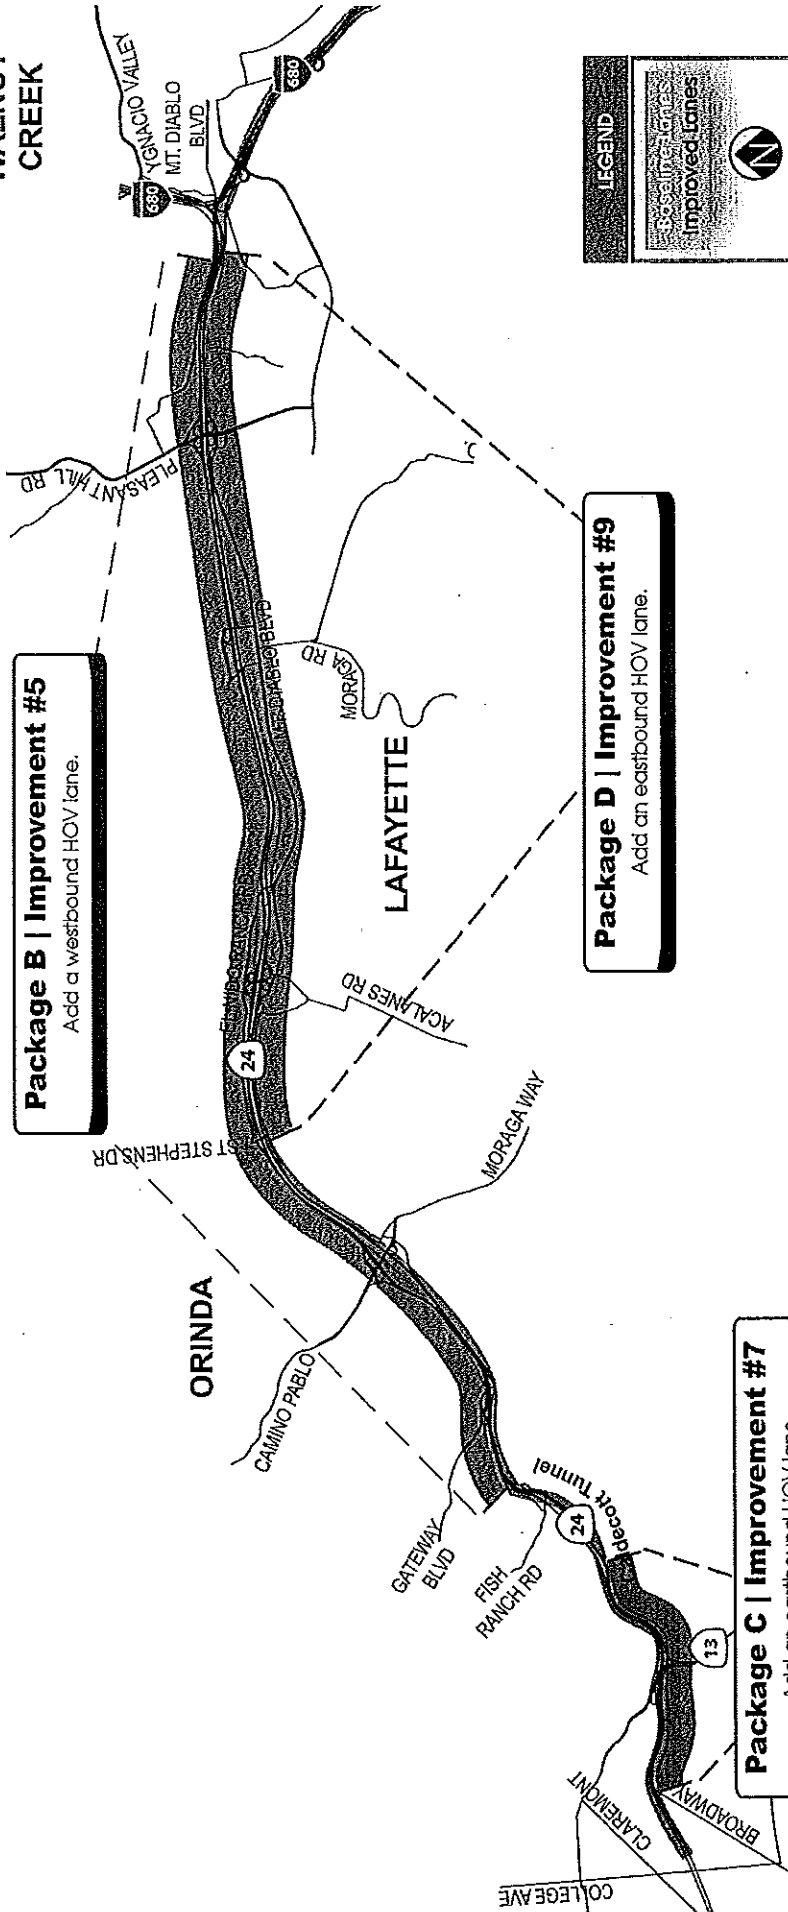 CREEK
YGNACIO VALLEY
MT. DIABLO
BLVD
680
680
PLEASANT HILL RD
Package B | Improvement #5
Add a westbound HOV lane.
MT. DIABLO BLVD
MORAGA RD
LAFAYETTE
ACALANES RD
24
ST STEPHENS DR
ORINDA
MORAGA WAY
CAMINO PABLO
GATEWAY
BLVD
FISH
RANCH RD
24
Tunnel
13
CLAREMONT
BROADWAY
COLLEGE AVE
Package D | Improvement #9
Add an eastbound HOV lane.
Package C | Improvement #7
LEGEND
Baseline Lanes
Improved Lanes
N